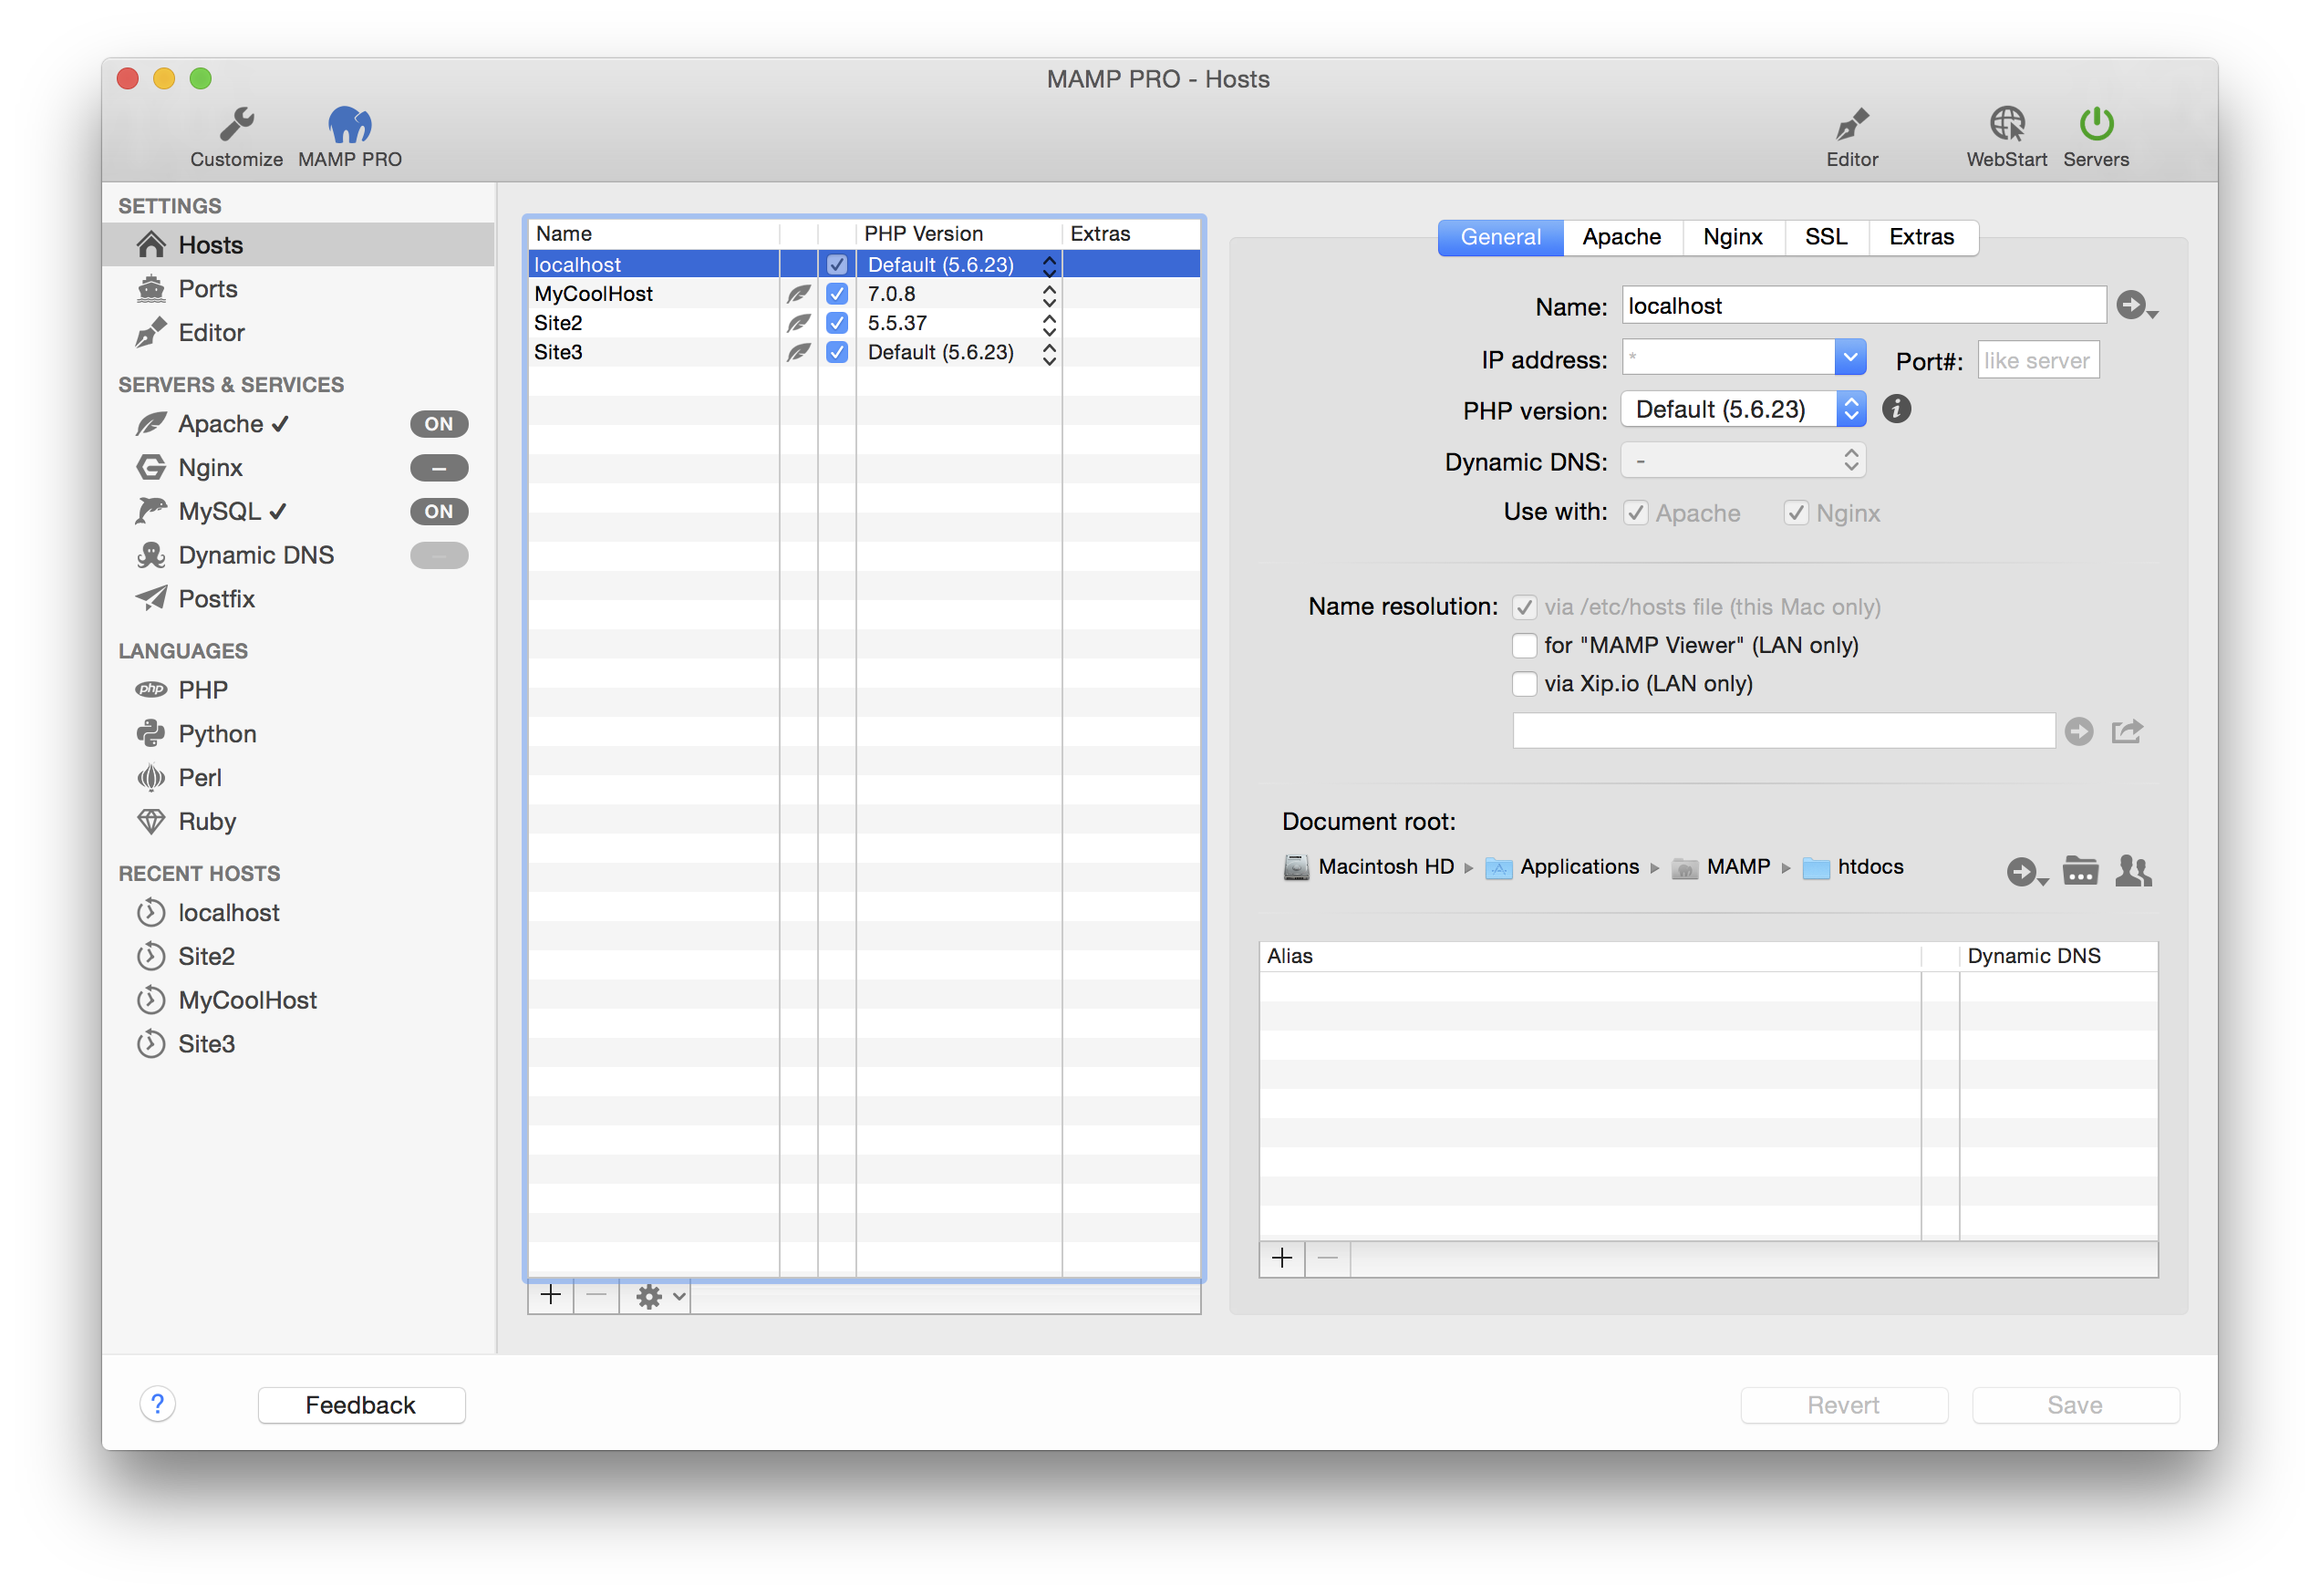 MAMP PRO - Hosts
Customize MAMP PRO Editor WebStart Servers
SETTINGS
Hosts
Ports
Editor
SERVERS & SERVICES
Apache ✓ ON
Nginx –
MySQL ✓ ON
Dynamic DNS –
Postfix
LANGUAGES
php PHP
Python
Perl
Ruby
RECENT HOSTS
localhost
Site2
MyCoolHost
Site3
Name PHP Version Extras
localhost Default (5.6.23)
MyCoolHost 7.0.8
Site2 5.5.37
Site3 Default (5.6.23)
General Apache Nginx SSL Extras
Name: localhost
IP address: * Port#: like server
PHP version: Default (5.6.23) i
Dynamic DNS: -
Use with: Apache Nginx
Name resolution: via /etc/hosts file (this Mac only)
for "MAMP Viewer" (LAN only)
via Xip.io (LAN only)
Document root:
Macintosh HD ▸ Applications ▸ MAMP ▸ htdocs
Alias Dynamic DNS
+ −
+ −
? Feedback Revert Save